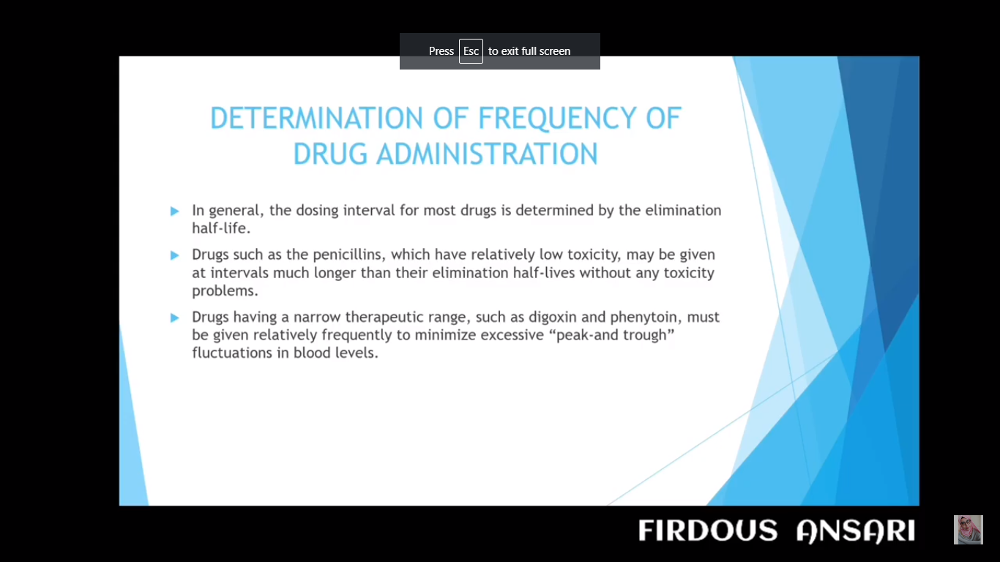 Press Esc to exit full screen
DETERMINATION OF FREQUENCY OF
DRUG ADMINISTRATION
In general, the dosing interval for most drugs is determined by the elimination
half-life.
Drugs such as the penicillins, which have relatively low toxicity, may be given
at intervals much longer than their elimination half-lives without any toxicity
problems.
Drugs having a narrow therapeutic range, such as digoxin and phenytoin, must
be given relatively frequently to minimize excessive “peak-and trough”
fluctuations in blood levels.
FIRDOUS ANSARI